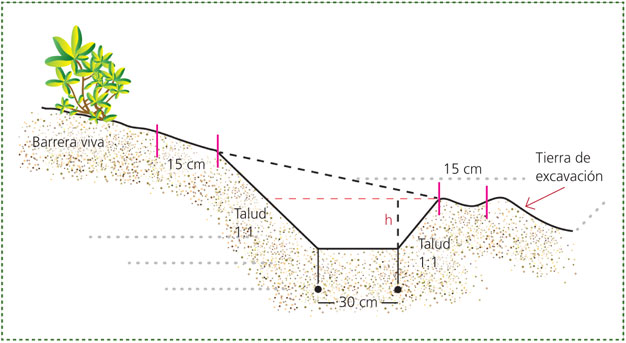 Barrera viva
15 cm
15 cm
Tierra de
excavación
Talud
1:1
h
Talud
1:1
30 cm